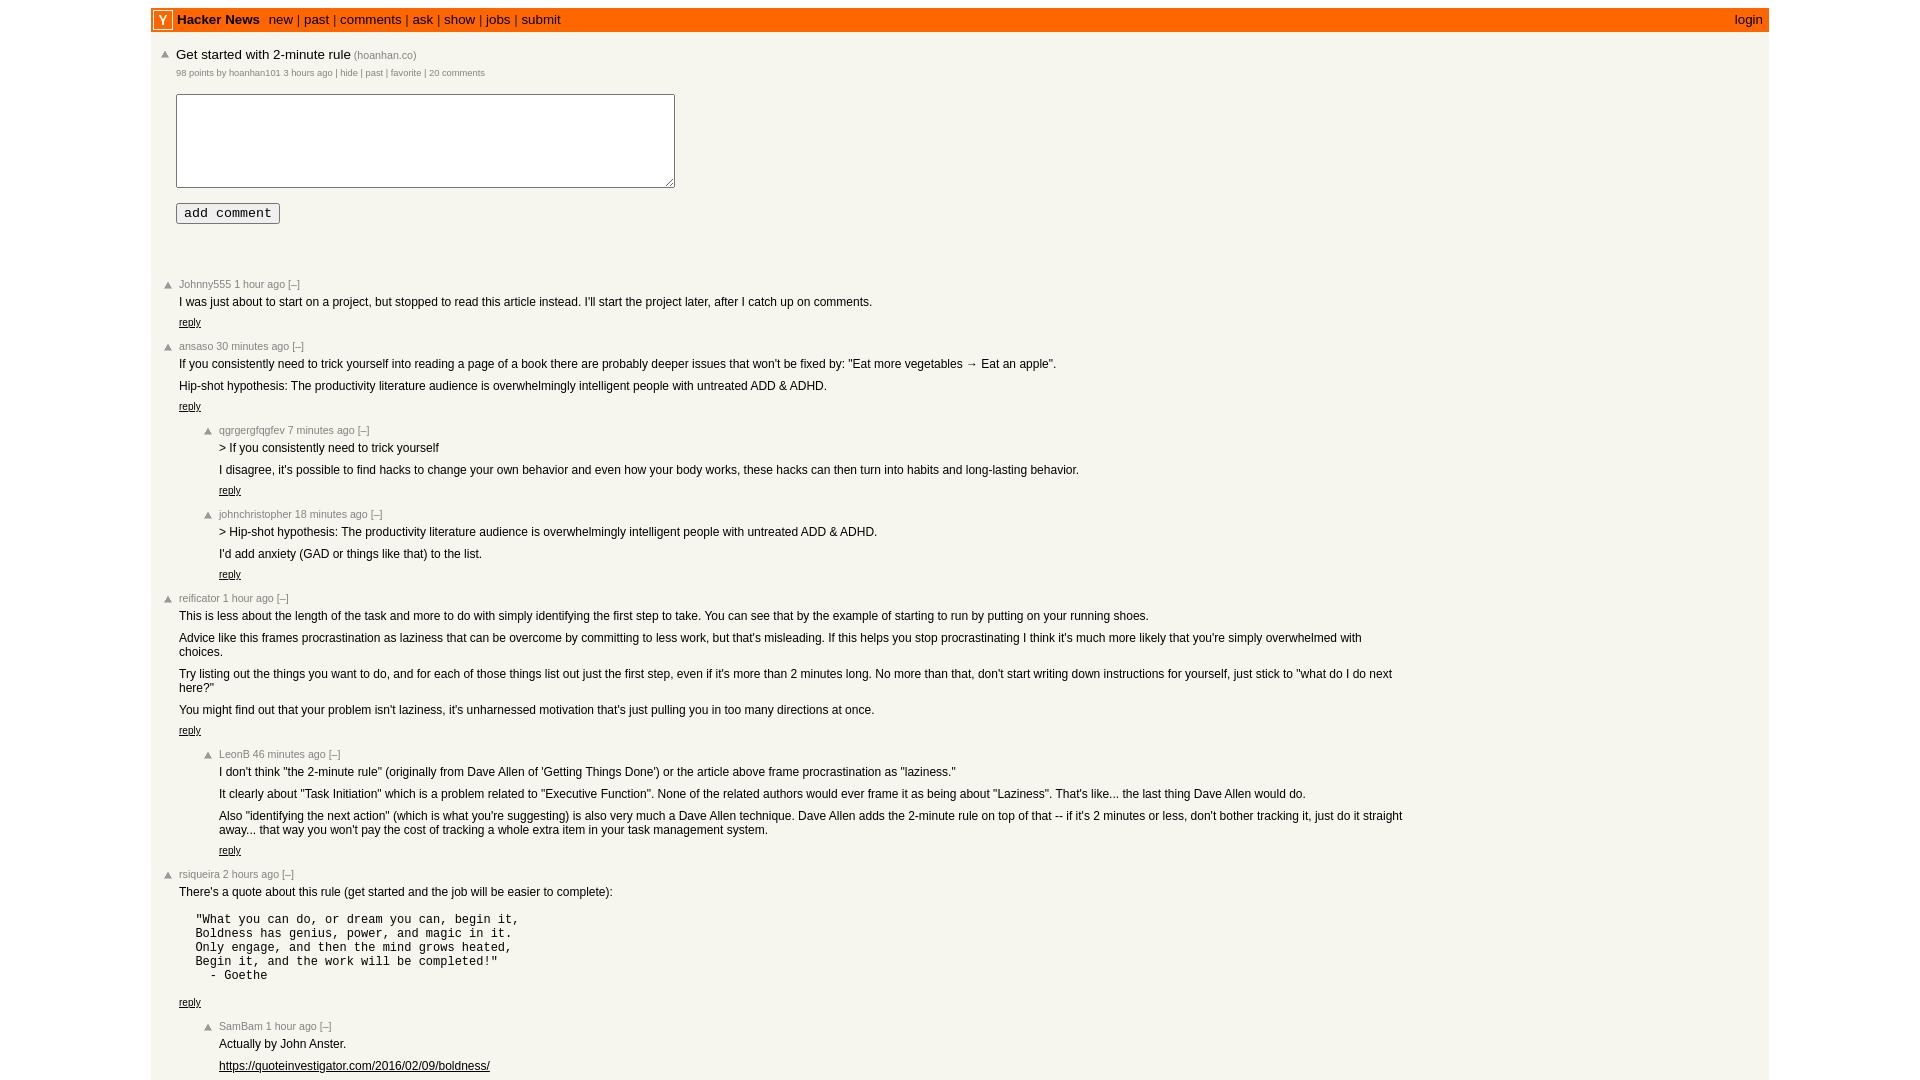 Y Hacker News new | past | comments | ask | show | jobs | submit login
Get started with 2-minute rule (hoanhan.co)
98 points by hoanhan101 3 hours ago | hide | past | favorite | 20 comments
add comment
Johnny555 1 hour ago [–]
I was just about to start on a project, but stopped to read this article instead. I'll start the project later, after I catch up on comments.
reply
ansaso 30 minutes ago [–]
If you consistently need to trick yourself into reading a page of a book there are probably deeper issues that won't be fixed by: "Eat more vegetables → Eat an apple".
Hip-shot hypothesis: The productivity literature audience is overwhelmingly intelligent people with untreated ADD & ADHD.
reply
qgrgergfqgfev 7 minutes ago [–]
> If you consistently need to trick yourself
I disagree, it's possible to find hacks to change your own behavior and even how your body works, these hacks can then turn into habits and long-lasting behavior.
reply
johnchristopher 18 minutes ago [–]
> Hip-shot hypothesis: The productivity literature audience is overwhelmingly intelligent people with untreated ADD & ADHD.
I'd add anxiety (GAD or things like that) to the list.
reply
reificator 1 hour ago [–]
This is less about the length of the task and more to do with simply identifying the first step to take. You can see that by the example of starting to run by putting on your running shoes.
Advice like this frames procrastination as laziness that can be overcome by committing to less work, but that's misleading. If this helps you stop procrastinating I think it's much more likely that you're simply overwhelmed with
choices.
Try listing out the things you want to do, and for each of those things list out just the first step, even if it's more than 2 minutes long. No more than that, don't start writing down instructions for yourself, just stick to "what do I do next
here?"
You might find out that your problem isn't laziness, it's unharnessed motivation that's just pulling you in too many directions at once.
reply
LeonB 46 minutes ago [–]
I don't think "the 2-minute rule" (originally from Dave Allen of 'Getting Things Done') or the article above frame procrastination as "laziness."
It clearly about "Task Initiation" which is a problem related to "Executive Function". None of the related authors would ever frame it as being about "Laziness". That's like... the last thing Dave Allen would do.
Also "identifying the next action" (which is what you're suggesting) is also very much a Dave Allen technique. Dave Allen adds the 2-minute rule on top of that -- if it's 2 minutes or less, don't bother tracking it, just do it straight
away... that way you won't pay the cost of tracking a whole extra item in your task management system.
reply
rsiqueira 2 hours ago [–]
There's a quote about this rule (get started and the job will be easier to complete):
"What you can do, or dream you can, begin it,
Boldness has genius, power, and magic in it.
Only engage, and then the mind grows heated,
Begin it, and the work will be completed!"
- Goethe
reply
SamBam 1 hour ago [–]
Actually by John Anster.
https://quoteinvestigator.com/2016/02/09/boldness/